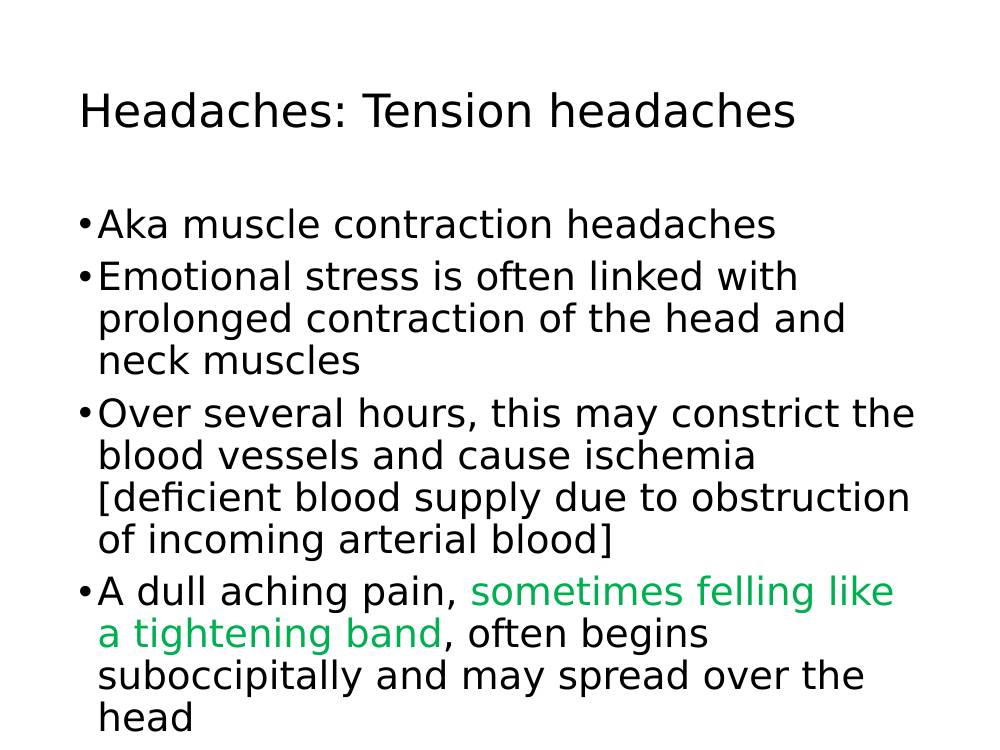 Headaches: Tension headaches
•Aka muscle contraction headaches
•Emotional stress is often linked with
prolonged contraction of the head and
neck muscles
•Over several hours, this may constrict the
blood vessels and cause ischemia
[deficient blood supply due to obstruction
of incoming arterial blood]
•A dull aching pain, sometimes felling like
a tightening band, often begins
suboccipitally and may spread over the
head